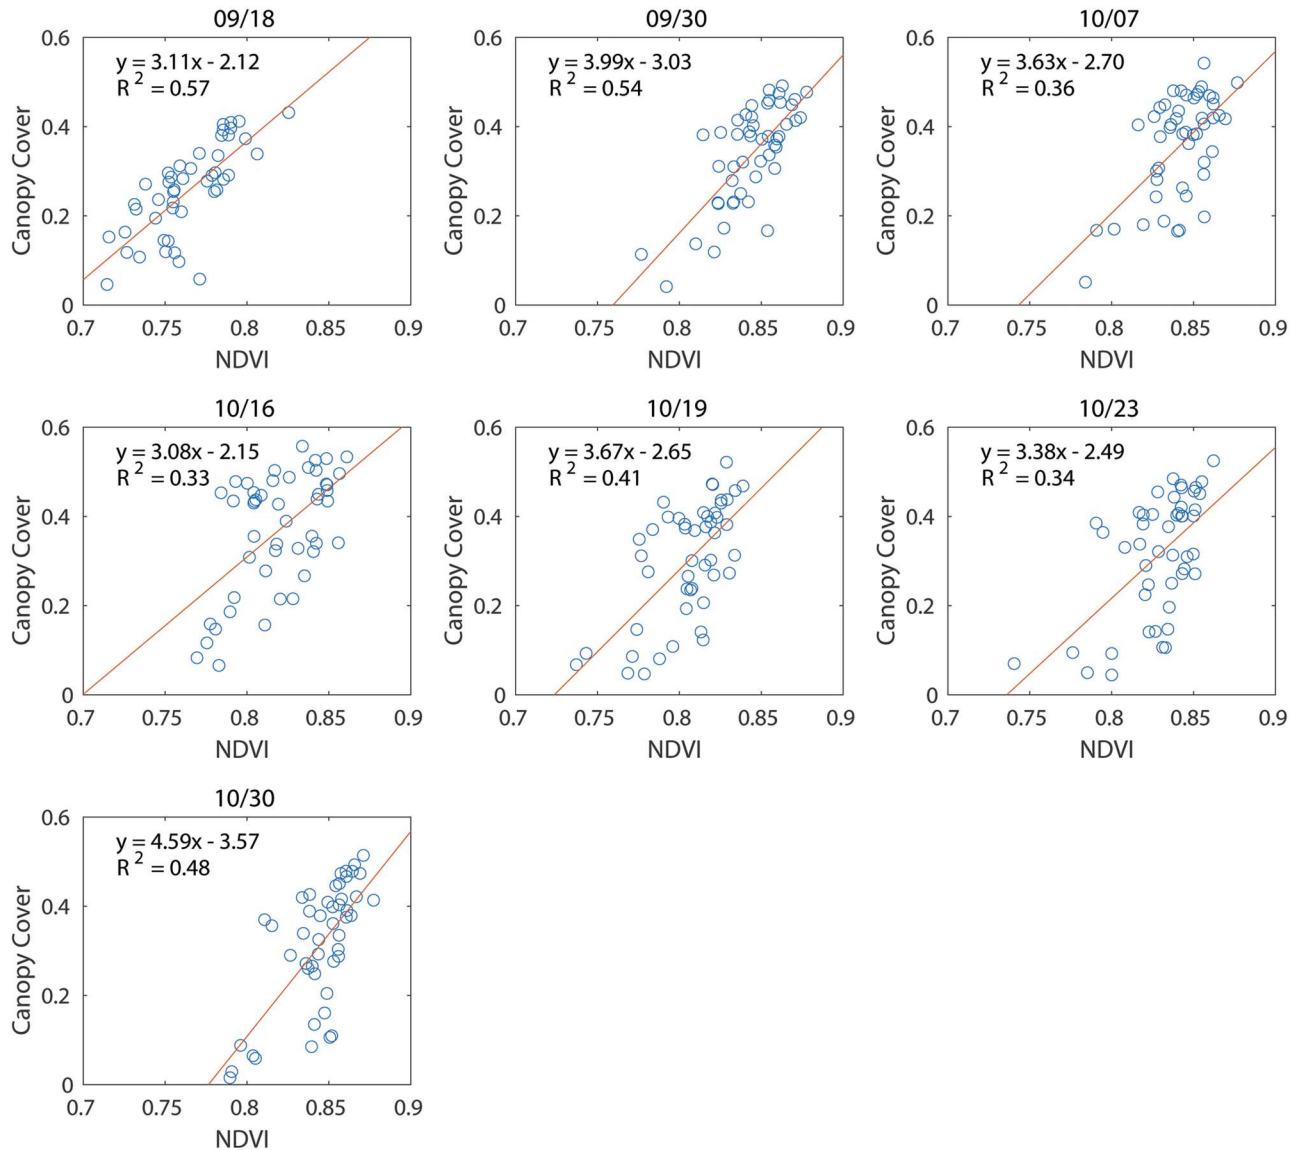 09/18
y = 3.11x - 2.12
R 2 = 0.57
Canopy Cover
0.6
0.4
0.2
0
0.7 0.75 0.8 0.85 0.9
NDVI
09/30
y = 3.99x - 3.03
R 2 = 0.54
Canopy Cover
0.6
0.4
0.2
0
0.7 0.75 0.8 0.85 0.9
NDVI
10/07
y = 3.63x - 2.70
R 2 = 0.36
Canopy Cover
0.6
0.4
0.2
0
0.7 0.75 0.8 0.85 0.9
NDVI
10/16
y = 3.08x - 2.15
R 2 = 0.33
Canopy Cover
0.6
0.4
0.2
0
0.7 0.75 0.8 0.85 0.9
NDVI
10/19
y = 3.67x - 2.65
R 2 = 0.41
Canopy Cover
0.6
0.4
0.2
0
0.7 0.75 0.8 0.85 0.9
NDVI
10/23
y = 3.38x - 2.49
R 2 = 0.34
Canopy Cover
0.6
0.4
0.2
0
0.7 0.75 0.8 0.85 0.9
NDVI
10/30
y = 4.59x - 3.57
R 2 = 0.48
Canopy Cover
0.6
0.4
0.2
0
0.7 0.75 0.8 0.85 0.9
NDVI